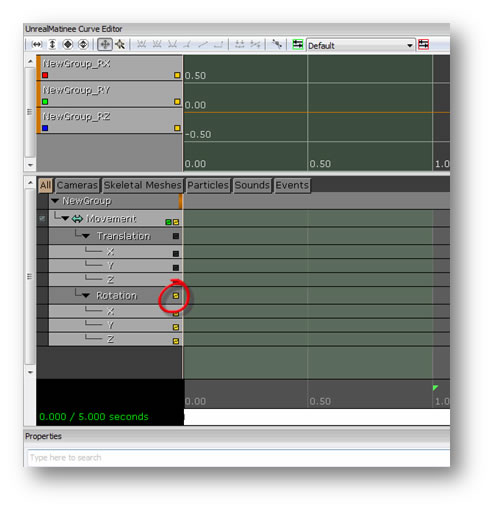 UnrealMatinee Curve Editor
Default
NewGroup_RX
NewGroup_RY
NewGroup_RZ
0.50
0.00
-0.50
0.00 0.50 1.0
All Cameras Skeletal Meshes Particles Sounds Events
NewGroup
Movement
Translation
X
Y
Z
Rotation
X
Y
Z
0.00 0.50 1.0
0.000 / 5.000 seconds
Properties
Type here to search